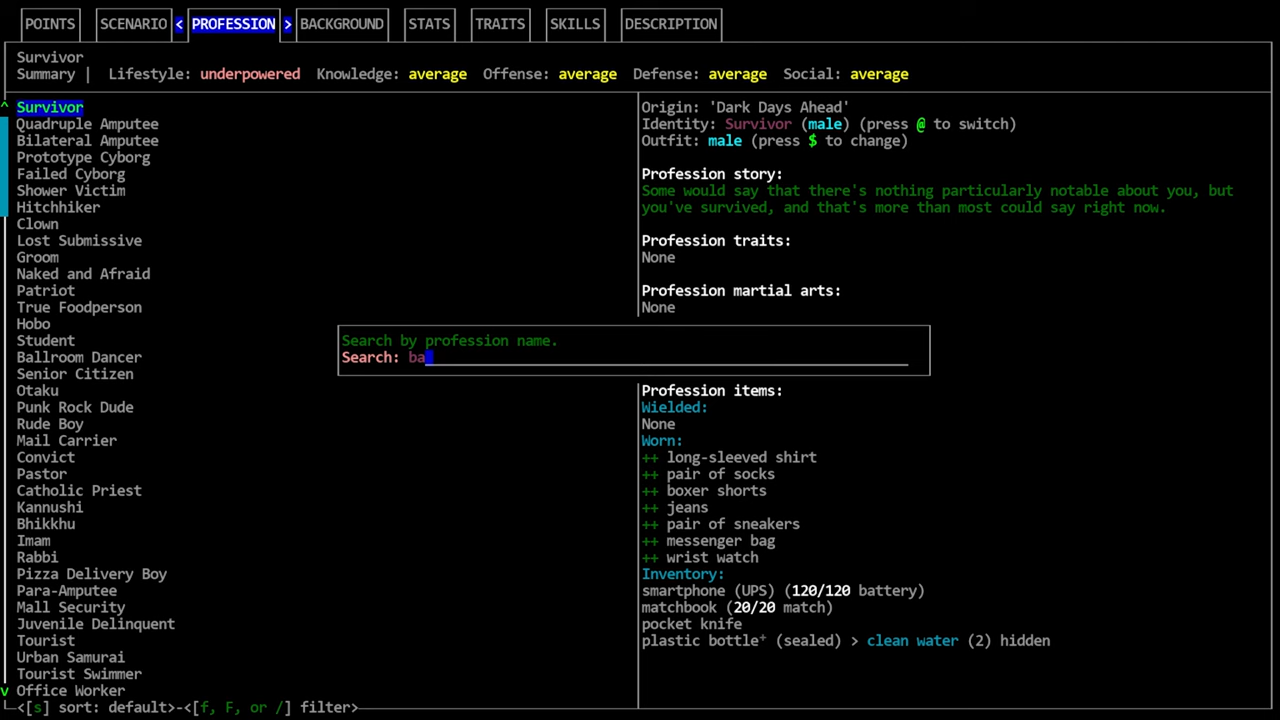 POINTS SCENARIO < PROFESSION > BACKGROUND STATS TRAITS SKILLS DESCRIPTION
Survivor
Summary | Lifestyle: underpowered Knowledge: average Offense: average Defense: average Social: average
^ Survivor
Quadruple Amputee
Bilateral Amputee
Prototype Cyborg
Failed Cyborg
Shower Victim
Hitchhiker
Clown
Lost Submissive
Groom
Naked and Afraid
Patriot
True Foodperson
Hobo
Student
Ballroom Dancer
Senior Citizen
Otaku
Punk Rock Dude
Rude Boy
Mail Carrier
Convict
Pastor
Catholic Priest
Kannushi
Bhikkhu
Imam
Rabbi
Pizza Delivery Boy
Para-Amputee
Mall Security
Juvenile Delinquent
Tourist
Urban Samurai
Tourist Swimmer
v Office Worker
<[s] sort: default>-<[f, F, or /] filter>
Origin: 'Dark Days Ahead'
Identity: Survivor (male) (press @ to switch)
Outfit: male (press $ to change)
Profession story:
Some would say that there's nothing particularly notable about you, but
you've survived, and that's more than most could say right now.
Profession traits:
None
Profession martial arts:
None
Search by profession name.
Search: ba
Profession items:
Wielded:
None
Worn:
++ long-sleeved shirt
++ pair of socks
++ boxer shorts
++ jeans
++ pair of sneakers
++ messenger bag
++ wrist watch
Inventory:
smartphone (UPS) (120/120 battery)
matchbook (20/20 match)
pocket knife
plastic bottle⁺ (sealed) > clean water (2) hidden